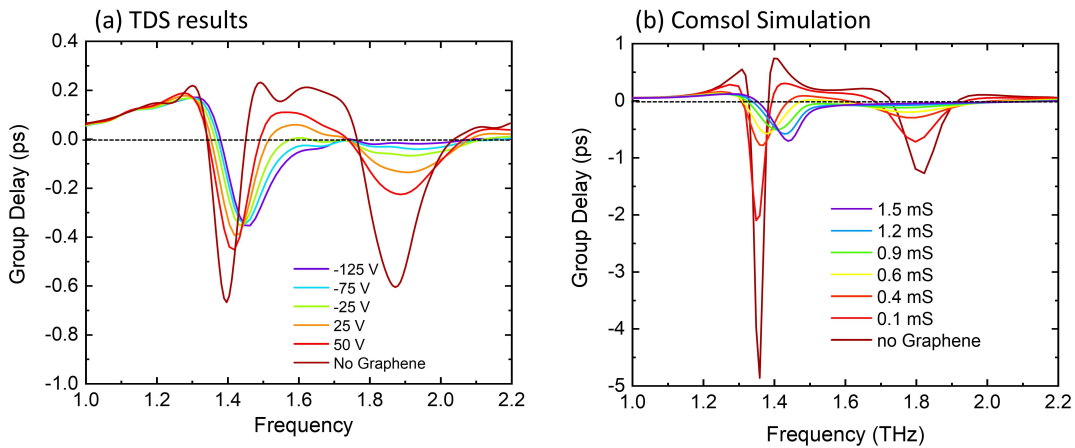 (a) TDS results
Group Delay (ps)
0.4
0.2
0.0
-0.2
-0.4
-0.6
-0.8
-1.0
-125 V
-75 V
-25 V
25 V
50 V
No Graphene
1.0 1.2 1.4 1.6 1.8 2.0 2.2
Frequency
(b) Comsol Simulation
Group Delay (ps)
1
0
-1
-2
-3
-4
-5
1.5 mS
1.2 mS
0.9 mS
0.6 mS
0.4 mS
0.1 mS
no Graphene
1.0 1.2 1.4 1.6 1.8 2.0 2.2
Frequency (THz)